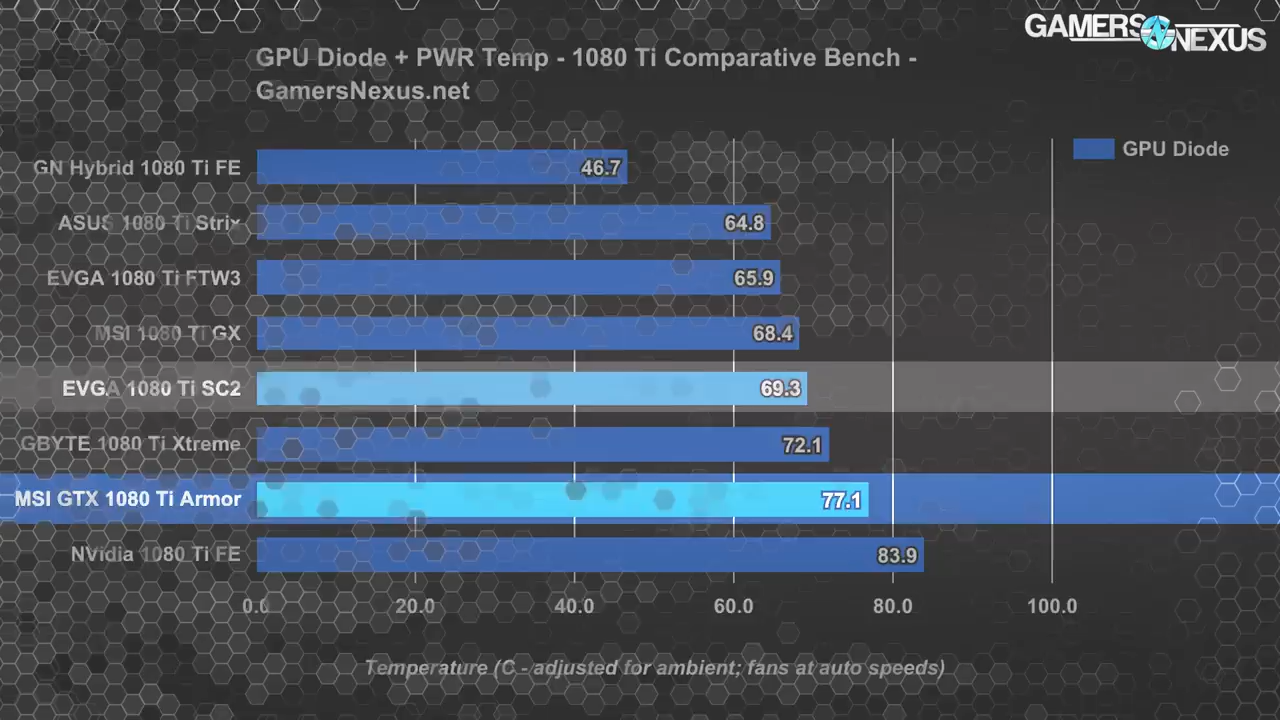 GAMERS NEXUS
GPU Diode + PWR Temp - 1080 Ti Comparative Bench -
GamersNexus.net
GPU Diode
GN Hybrid 1080 Ti FE 46.7
ASUS 1080 Ti Strix 64.8
EVGA 1080 Ti FTW3 65.9
MSI 1080 Ti GX 68.4
EVGA 1080 Ti SC2 69.3
GBYTE 1080 Ti Xtreme 72.1
MSI GTX 1080 Ti Armor 77.1
NVidia 1080 Ti FE 83.9
0.0 20.0 40.0 60.0 80.0 100.0
Temperature (C - adjusted for ambient; fans at auto speeds)